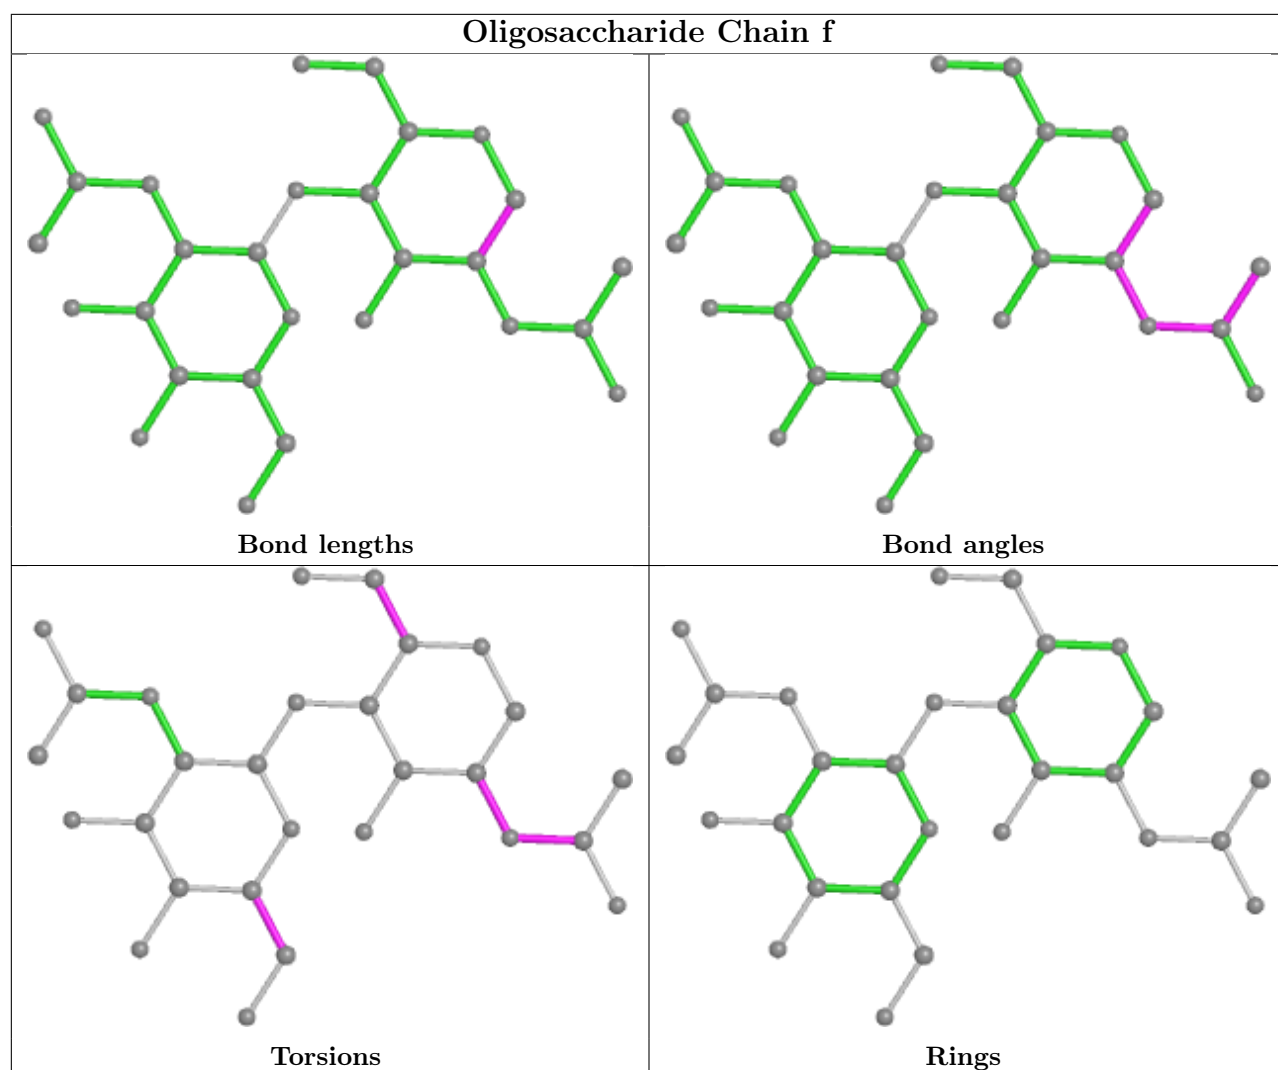 Oligosaccharide Chain f
Bond lengths
Bond angles
Torsions
Rings